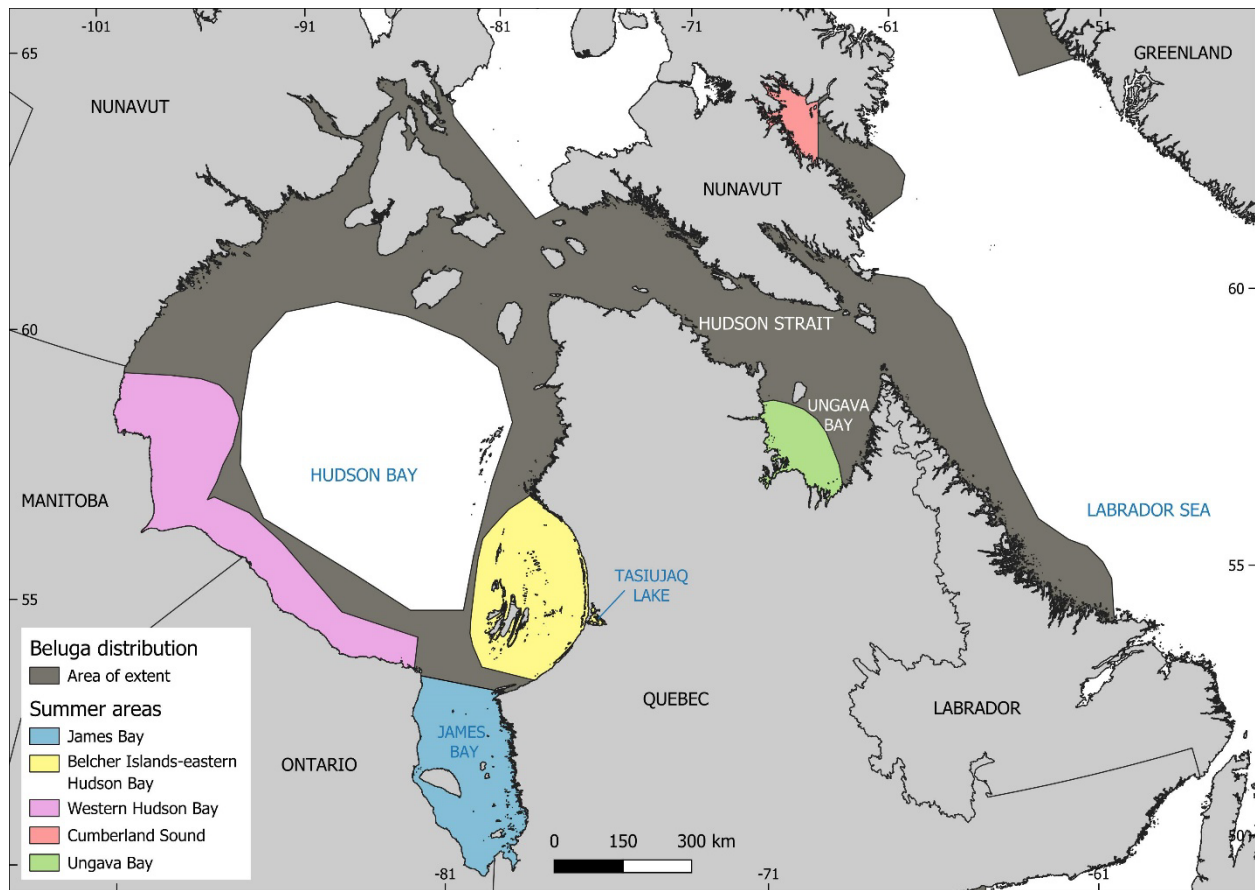 -101
-91
-81
-71
-61
-51
65
GREENLAND
NUNAVUT
NUNAVUT
60
HUDSON STRAIT
60
UNGAVA
BAY
HUDSON BAY
MANITOBA
LABRADOR SEA
TASIUJAQ
LAKE
55
55
Beluga distribution
Area of extent
Summer areas
James Bay
Belcher Islands-eastern
Hudson Bay
Western Hudson Bay
Cumberland Sound
Ungava Bay
QUEBEC
LABRADOR
JAMES
BAY
ONTARIO
0 150 300 km
50
-81
-71
-61